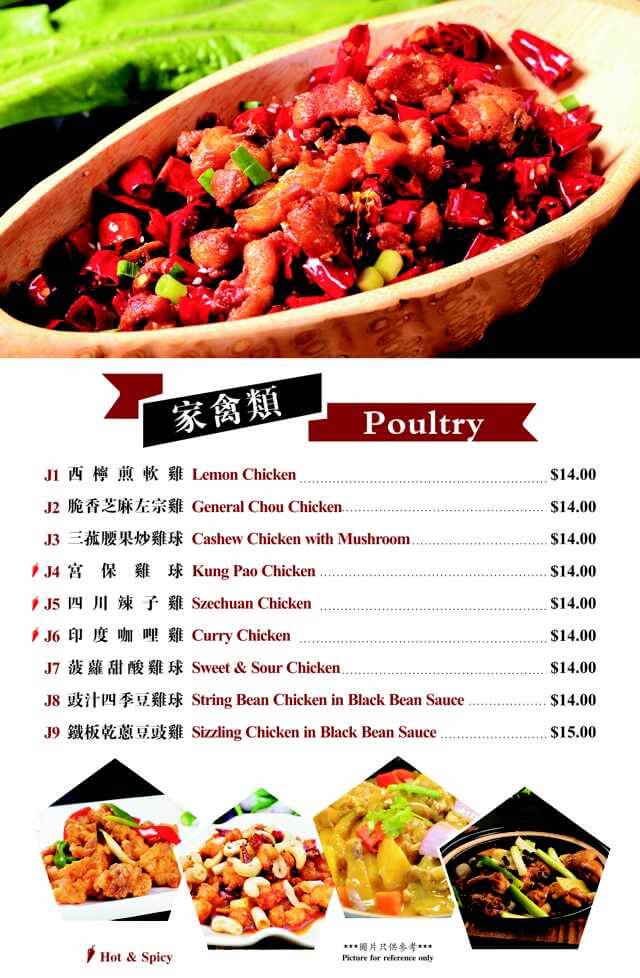 家禽類
Poultry
J1 西檸煎軟雞 Lemon Chicken $14.00
J2 脆香芝麻左宗雞 General Chou Chicken $14.00
J3 三菰腰果炒雞球 Cashew Chicken with Mushroom $14.00
J4 宮保雞球 Kung Pao Chicken $14.00
J5 四川辣子雞 Szechuan Chicken $14.00
J6 印度咖哩雞 Curry Chicken $14.00
J7 菠蘿甜酸雞球 Sweet & Sour Chicken $14.00
J8 豉汁四季豆雞球 String Bean Chicken in Black Bean Sauce $14.00
J9 鐵板乾蔥豆豉雞 Sizzling Chicken in Black Bean Sauce $15.00
Hot & Spicy
***圖片只供參考***
Picture for reference only